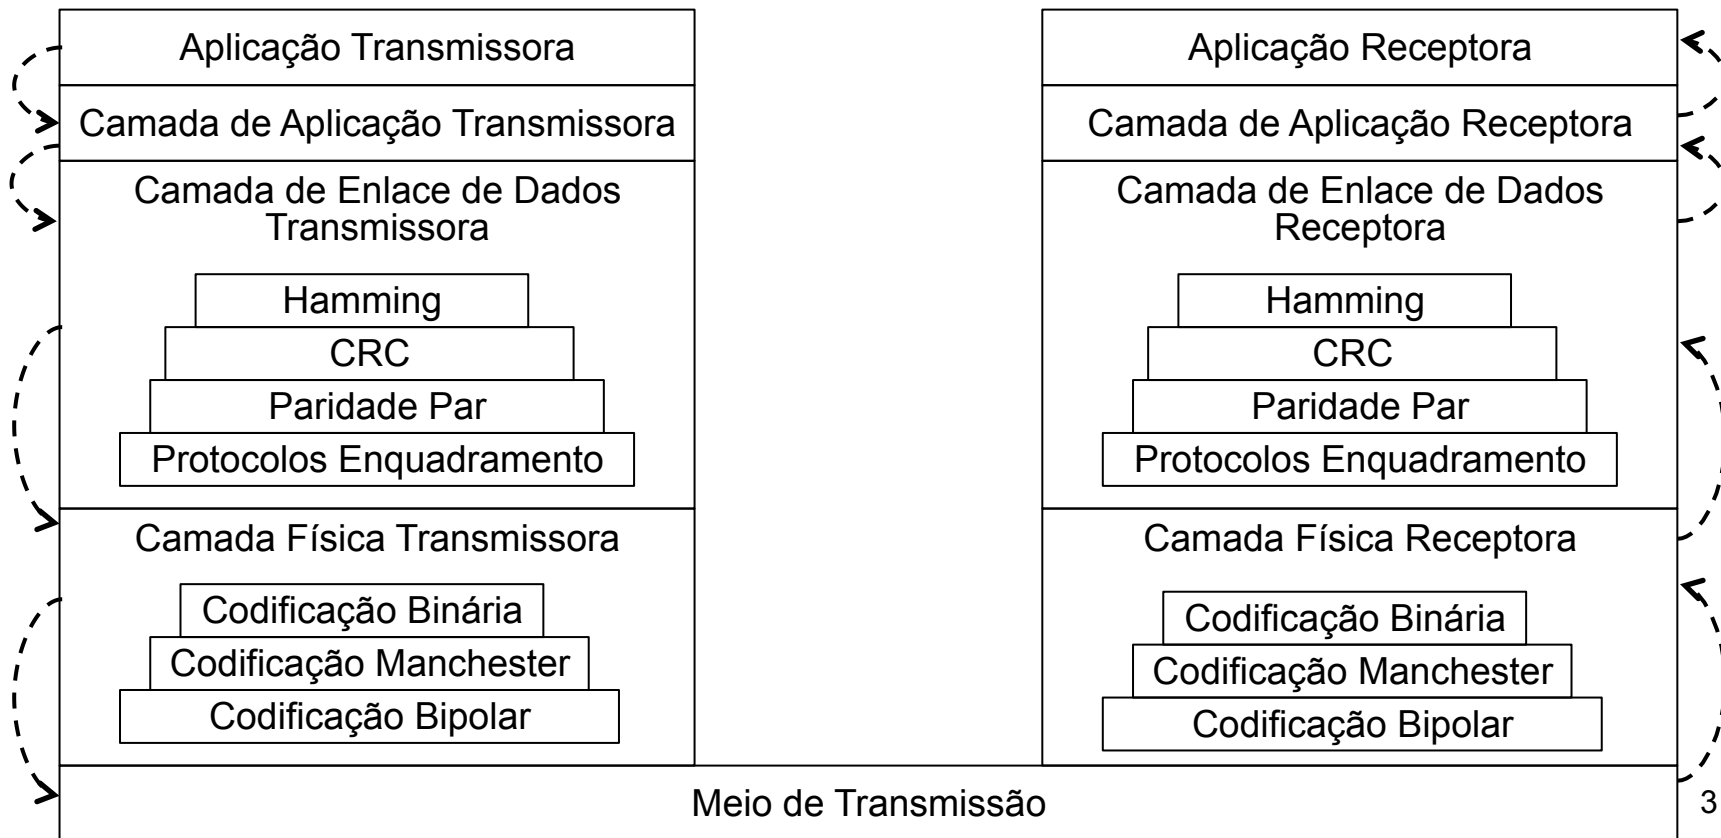 Aplicação Transmissora
Camada de Aplicação Transmissora
Camada de Enlace de Dados
Transmissora
Hamming
CRC
Paridade Par
Protocolos Enquadramento
Camada Física Transmissora
Codificação Binária
Codificação Manchester
Codificação Bipolar
Aplicação Receptora
Camada de Aplicação Receptora
Camada de Enlace de Dados
Receptora
Hamming
CRC
Paridade Par
Protocolos Enquadramento
Camada Física Receptora
Codificação Binária
Codificação Manchester
Codificação Bipolar
Meio de Transmissão
3